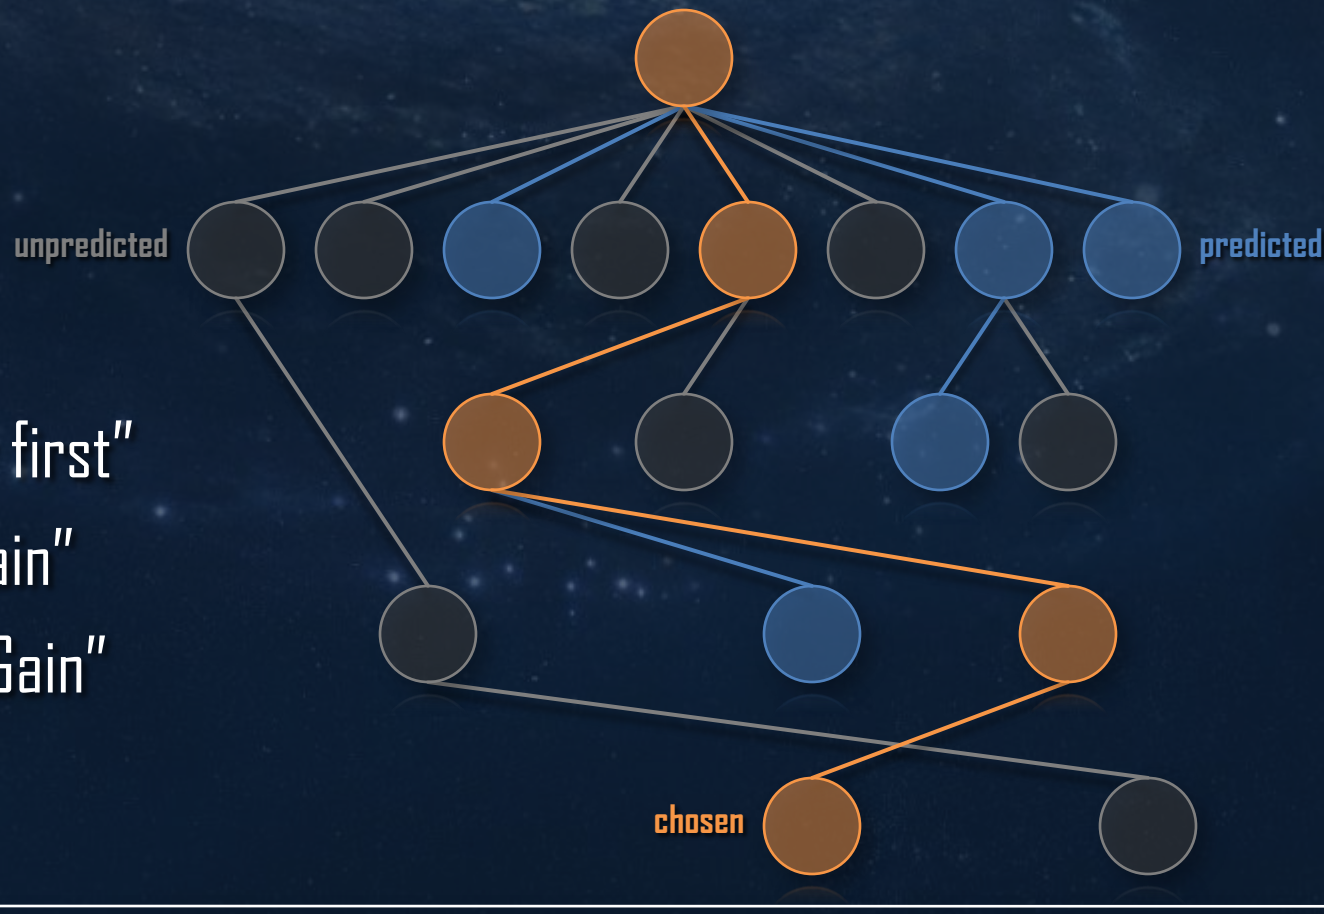 unpredicted
predicted
first”
ain”
Gain”
chosen